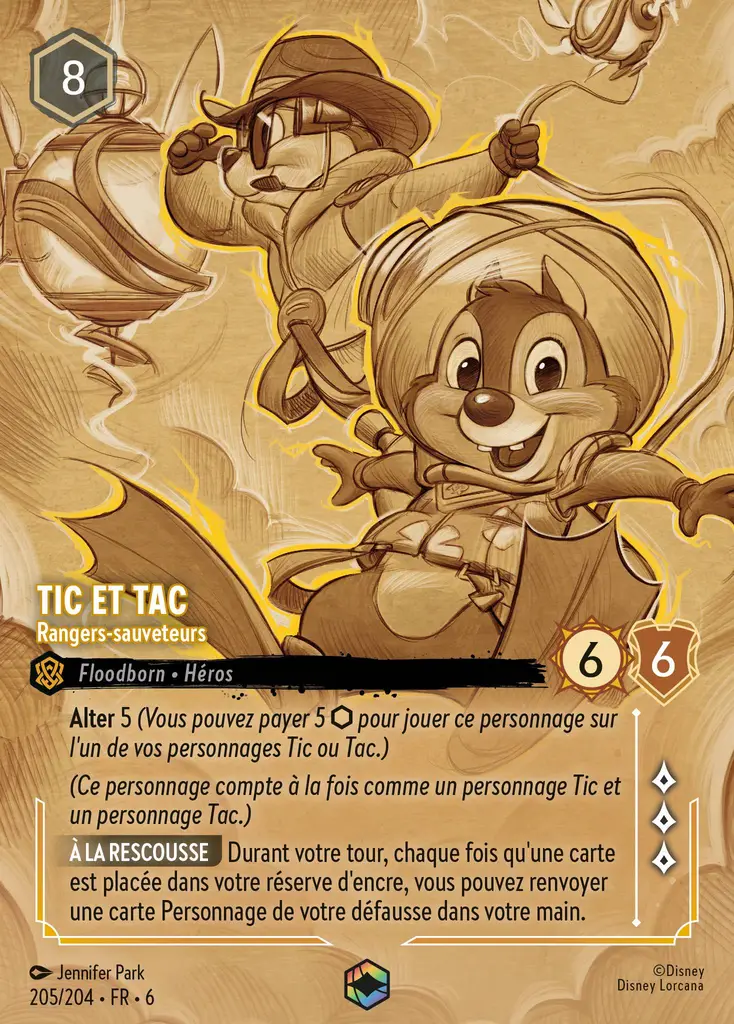 8
TIC ET TAC
Rangers-sauveteurs
6
6
Floodborn • Héros
Alter 5 (Vous pouvez payer 5 pour jouer ce personnage sur
l'un de vos personnages Tic ou Tac.)
(Ce personnage compte à la fois comme un personnage Tic et
un personnage Tac.)
À LA RESCOUSSE Durant votre tour, chaque fois qu'une carte
est placée dans votre réserve d'encre, vous pouvez renvoyer
une carte Personnage de votre défausse dans votre main.
Jennifer Park
205/204 • FR • 6
©Disney
Disney Lorcana